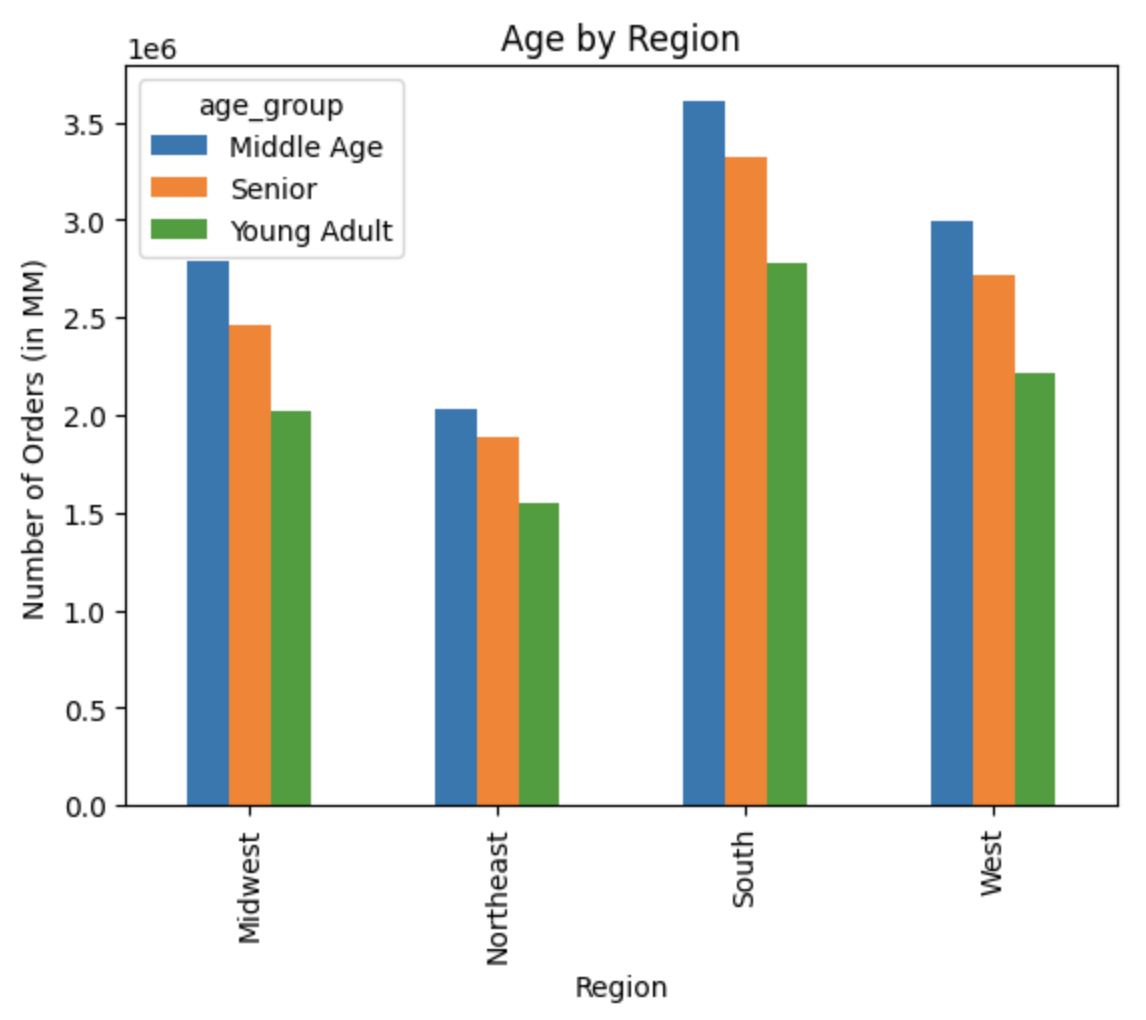 Age by Region
1e6
age_group
Middle Age
Senior
Young Adult
3.5
3.0
2.5
2.0
1.5
1.0
0.5
0.0
Number of Orders (in MM)
Midwest
Northeast
South
West
Region